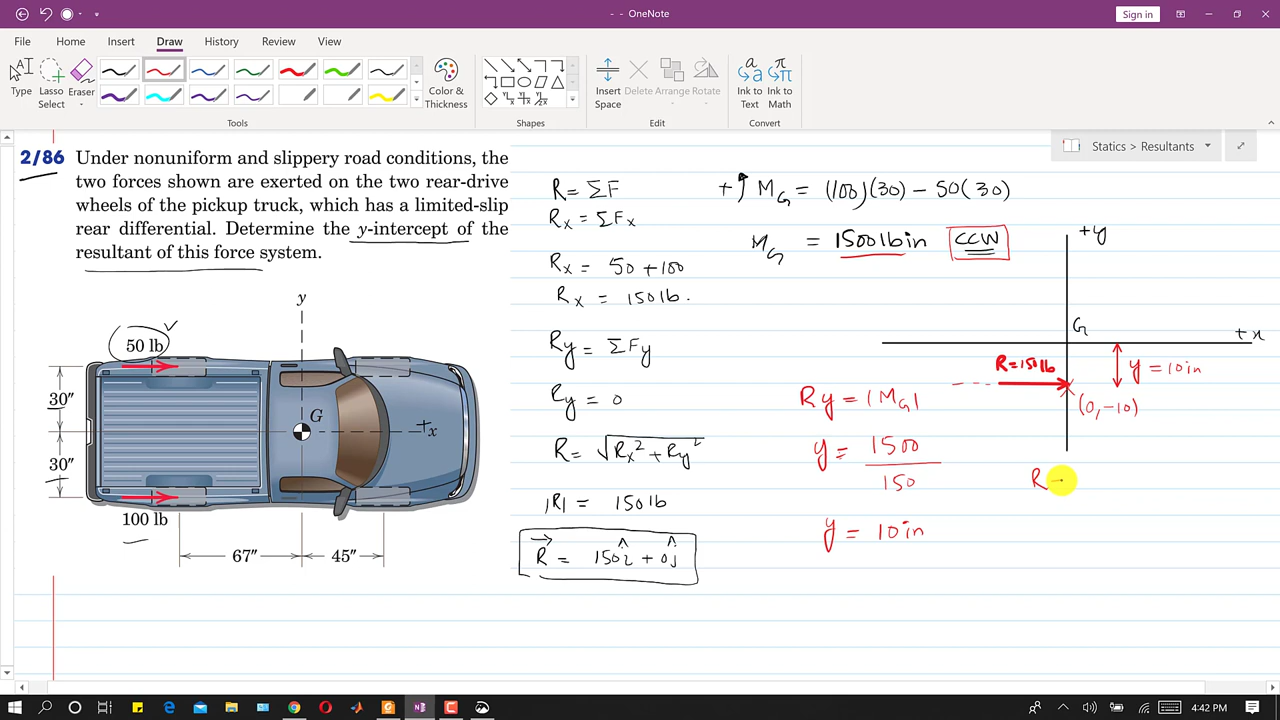 - - OneNote
Sign in
File Home Insert Draw History Review View
Type
Lasso Select
Eraser
Color & Thickness
Insert Space
Delete
Arrange
Rotate
Ink to Text
Ink to Math
Tools
Shapes
Edit
Convert
Statics > Resultants
2/86 Under nonuniform and slippery road conditions, the
two forces shown are exerted on the two rear-drive
wheels of the pickup truck, which has a limited-slip
rear differential. Determine the y-intercept of the
resultant of this force system.
y
50 lb
30″
G
+x
30″
100 lb
67″
45″
R = ΣF
Rx = ΣFx
Rx = 50 + 100
Rx = 150 lb.
Ry = ΣFy
Ry = 0
R = √Rx² + Ry²
|R| = 150 lb
R⃗ = 150î + 0ĵ
+ MG = (100)(30) - 50(30)
MG = 1500 lb in CCW
+y
G
+x
R=150 lb
y = 10in
(0, -10)
Ry = |MG|
y = 1500
150
y = 10 in
R -
4:42 PM